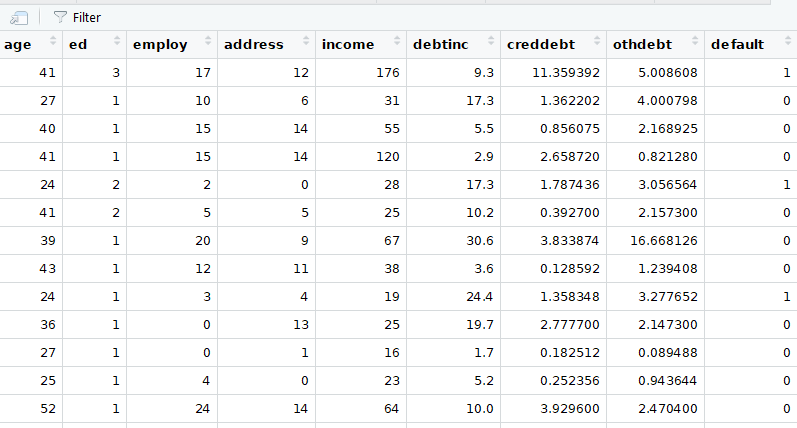 Filter
age ed employ address income debtinc creddebt othdebt default
41 3 17 12 176 9.3 11.359392 5.008608 1
27 1 10 6 31 17.3 1.362202 4.000798 0
40 1 15 14 55 5.5 0.856075 2.168925 0
41 1 15 14 120 2.9 2.658720 0.821280 0
24 2 2 0 28 17.3 1.787436 3.056564 1
41 2 5 5 25 10.2 0.392700 2.157300 0
39 1 20 9 67 30.6 3.833874 16.668126 0
43 1 12 11 38 3.6 0.128592 1.239408 0
24 1 3 4 19 24.4 1.358348 3.277652 1
36 1 0 13 25 19.7 2.777700 2.147300 0
27 1 0 1 16 1.7 0.182512 0.089488 0
25 1 4 0 23 5.2 0.252356 0.943644 0
52 1 24 14 64 10.0 3.929600 2.470400 0